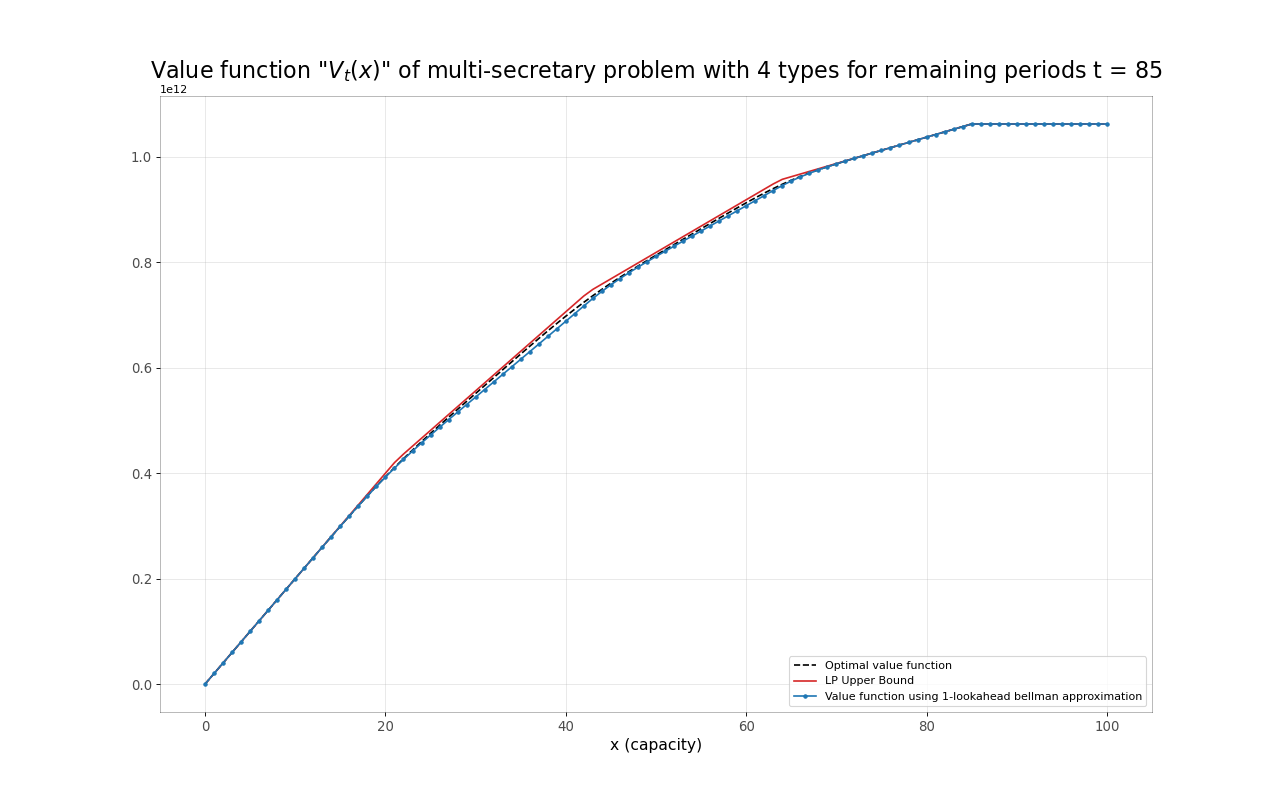 Value function "V_t(x)" of multi-secretary problem with 4 types for remaining periods t = 85
1e12
1.0
0.8
0.6
0.4
0.2
0.0
0 20 40 60 80 100
x (capacity)
Optimal value function
LP Upper Bound
Value function using 1-lookahead bellman approximation